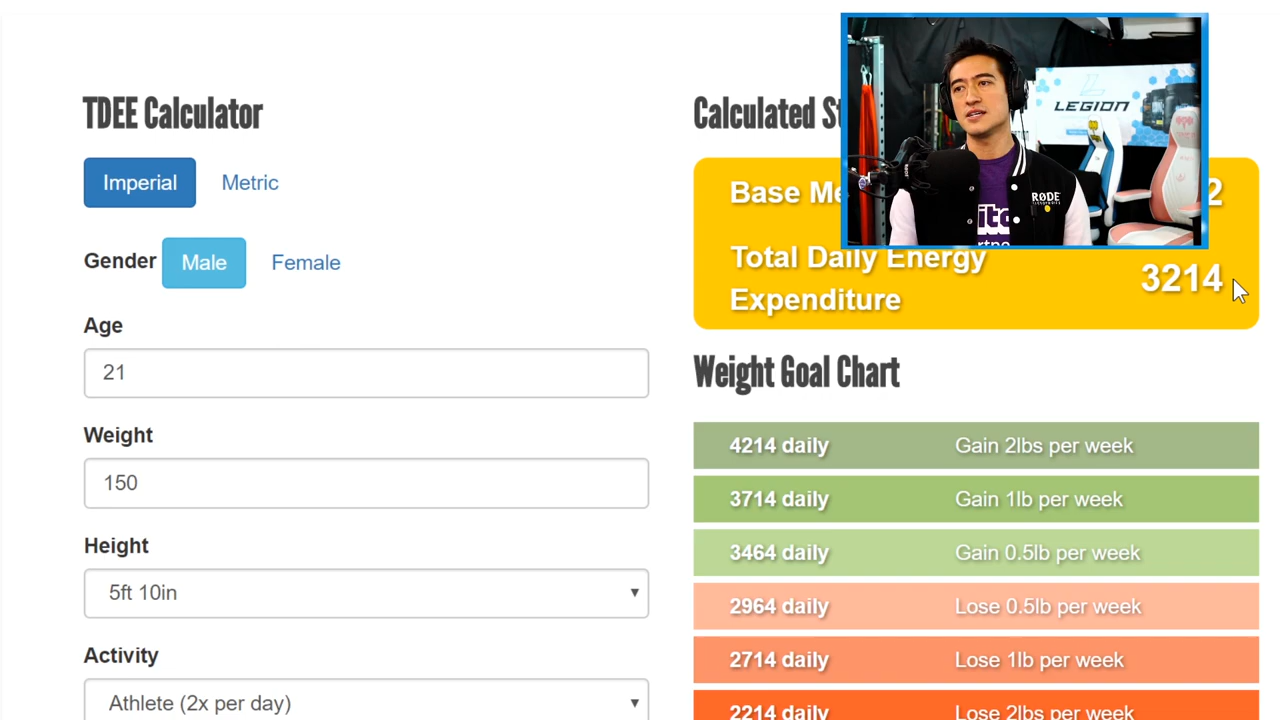 TDEE Calculator
Imperial
Metric
Gender
Male
Female
Age
21
Weight
150
Height
5ft 10in
Activity
Athlete (2x per day)
Calculated
Base
2
Total Daily Energy
Expenditure
3214
Weight Goal Chart
4214 daily
Gain 2lbs per week
3714 daily
Gain 1lb per week
3464 daily
Gain 0.5lb per week
2964 daily
Lose 0.5lb per week
2714 daily
Lose 1lb per week
2214 daily
Lose 2lbs per week
LEGION
RØDE